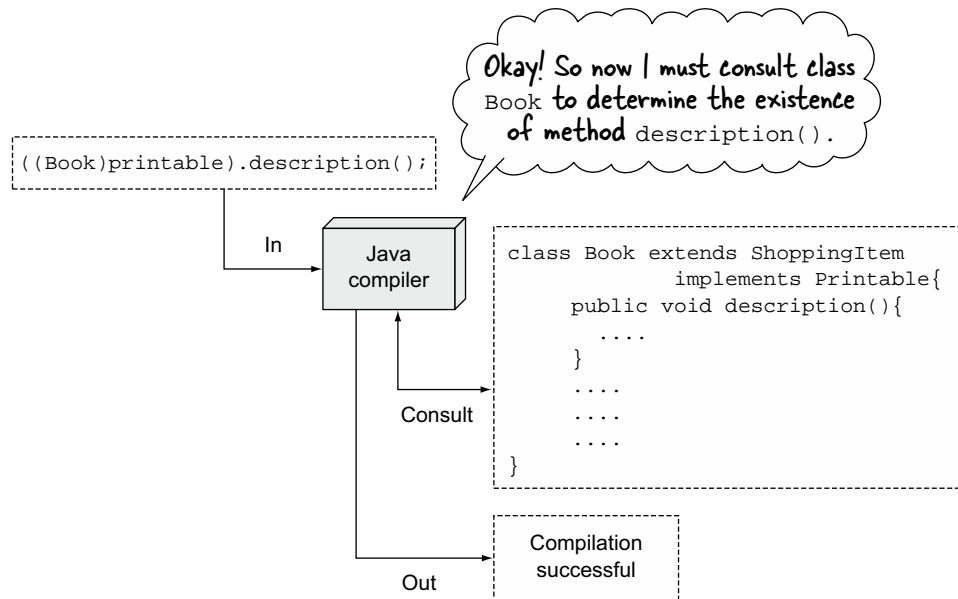 Okay! So now I must consult class
Book to determine the existence
of method description().
((Book)printable).description();
In
Java
compiler
class Book extends ShoppingItem
implements Printable{
public void description(){
....
}
....
....
....
}
Consult
Compilation
successful
Out